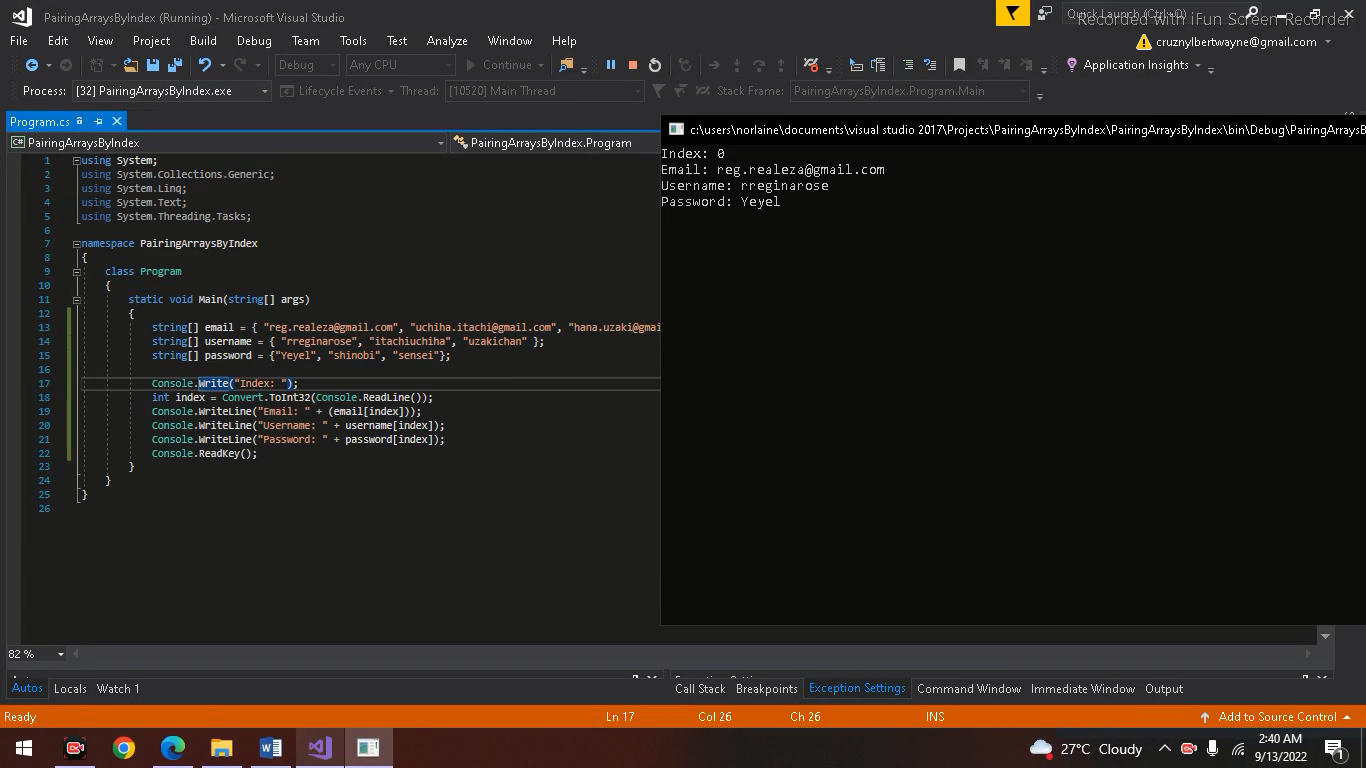 PairingArraysByIndex (Running) - Microsoft Visual Studio
Quick Launch (Ctrl+Q)
Recorded with iFun Screen Recorder
File Edit View Project Build Debug Team Tools Test Analyze Window Help
cruznylbertwayne@gmail.com
Debug Any CPU Continue Application Insights
Process: [32] PairingArraysByIndex.exe Lifecycle Events Thread: [10520] Main Thread Stack Frame: PairingArraysByIndex.Program.Main
Program.cs
PairingArraysByIndex PairingArraysByIndex.Program
1 using System;
2 using System.Collections.Generic;
3 using System.Linq;
4 using System.Text;
5 using System.Threading.Tasks;
6
7 namespace PairingArraysByIndex
8 {
9 class Program
10 {
11 static void Main(string[] args)
12 {
13 string[] email = { "reg.realeza@gmail.com", "uchiha.itachi@gmail.com", "hana.uzaki@gmai
14 string[] username = { "rreginarose", "itachiuchiha", "uzakichan" };
15 string[] password = {"Yeyel", "shinobi", "sensei"};
16
17 Console.Write("Index: ");
18 int index = Convert.ToInt32(Console.ReadLine());
19 Console.WriteLine("Email: " + (email[index]));
20 Console.WriteLine("Username: " + username[index]);
21 Console.WriteLine("Password: " + password[index]);
22 Console.ReadKey();
23 }
24 }
25 }
26
c:\users\norlaine\documents\visual studio 2017\Projects\PairingArraysByIndex\PairingArraysByIndex\bin\Debug\PairingArraysB
Index: 0
Email: reg.realeza@gmail.com
Username: rreginarose
Password: Yeyel
82 %
Autos Locals Watch 1
Call Stack Breakpoints Exception Settings Command Window Immediate Window Output
Ready Ln 17 Col 26 Ch 26 INS Add to Source Control
27°C Cloudy
2:40 AM
9/13/2022
1